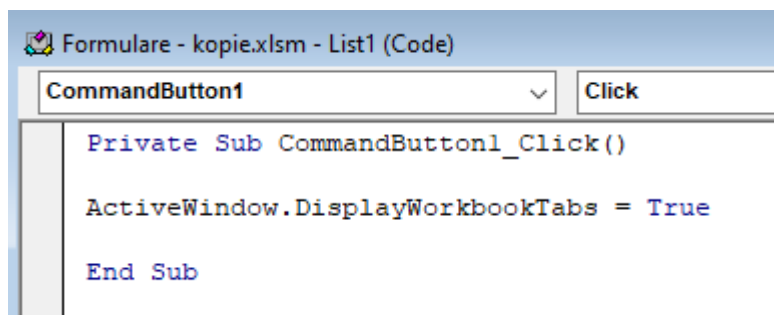 Formulare - kopie.xlsm - List1 (Code)
CommandButton1 Click
Private Sub CommandButton1_Click()
ActiveWindow.DisplayWorkbookTabs = True
End Sub